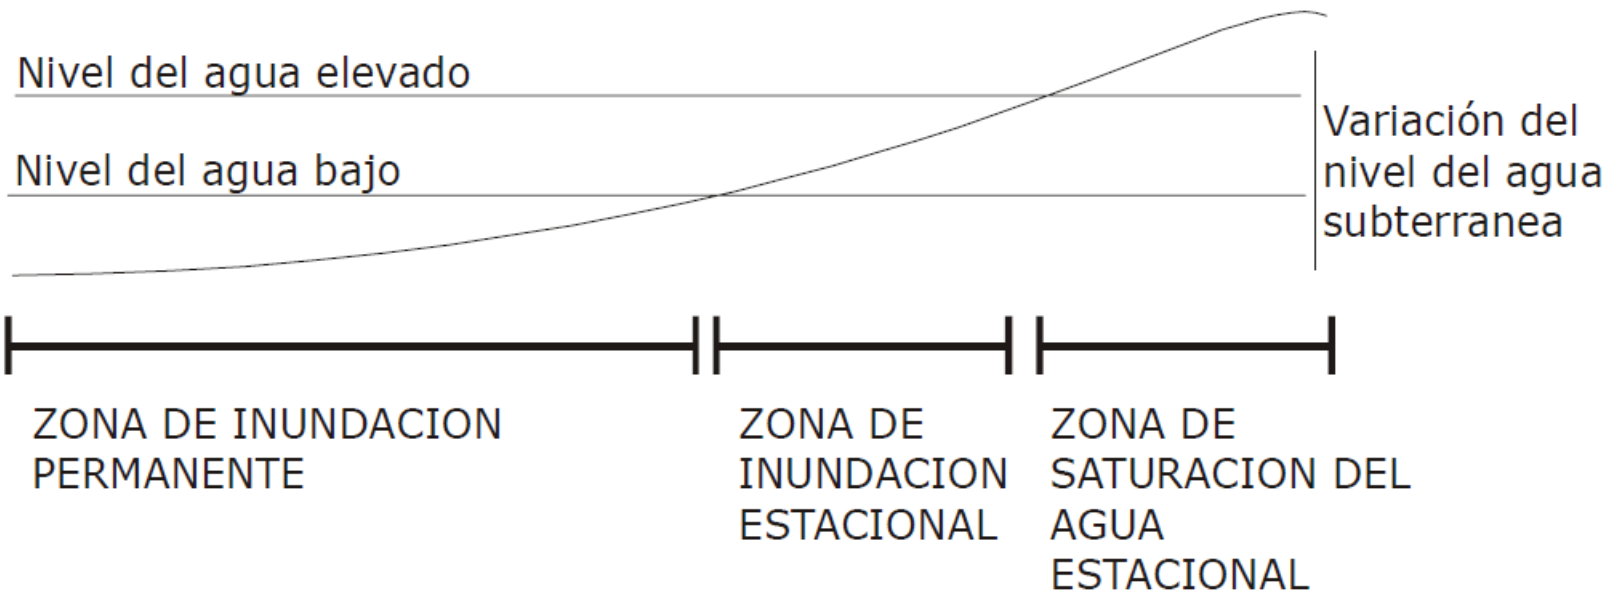 Nivel del agua elevado
Nivel del agua bajo
Variación del
nivel del agua
subterranea
ZONA DE INUNDACION
PERMANENTE
ZONA DE
INUNDACION
ESTACIONAL
ZONA DE
SATURACION DEL
AGUA
ESTACIONAL